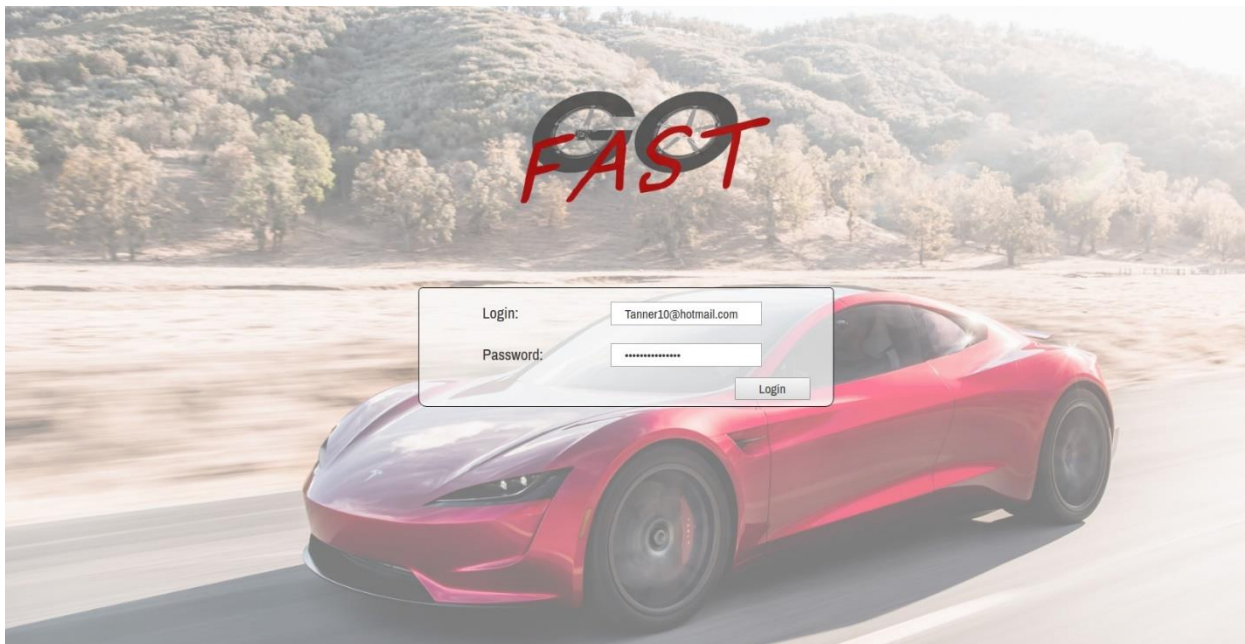 GO
FAST
Login:
Tanner10@hotmail.com
Password:
•••••••••••••••
Login